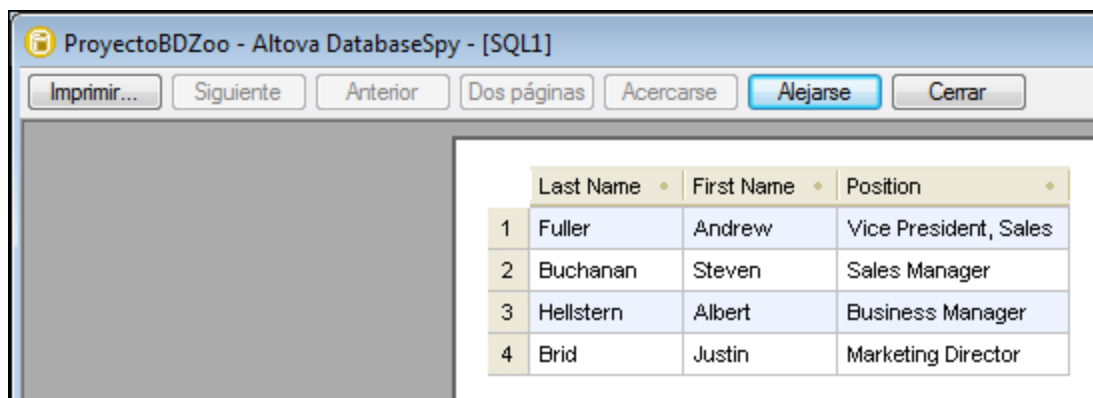 ProyectoBDZoo - Altova DatabaseSpy - [SQL1]
Imprimir... Siguiente Anterior Dos páginas Acercarse Alejarse Cerrar
Last Name First Name Position
1 Fuller Andrew Vice President, Sales
2 Buchanan Steven Sales Manager
3 Hellstern Albert Business Manager
4 Brid Justin Marketing Director